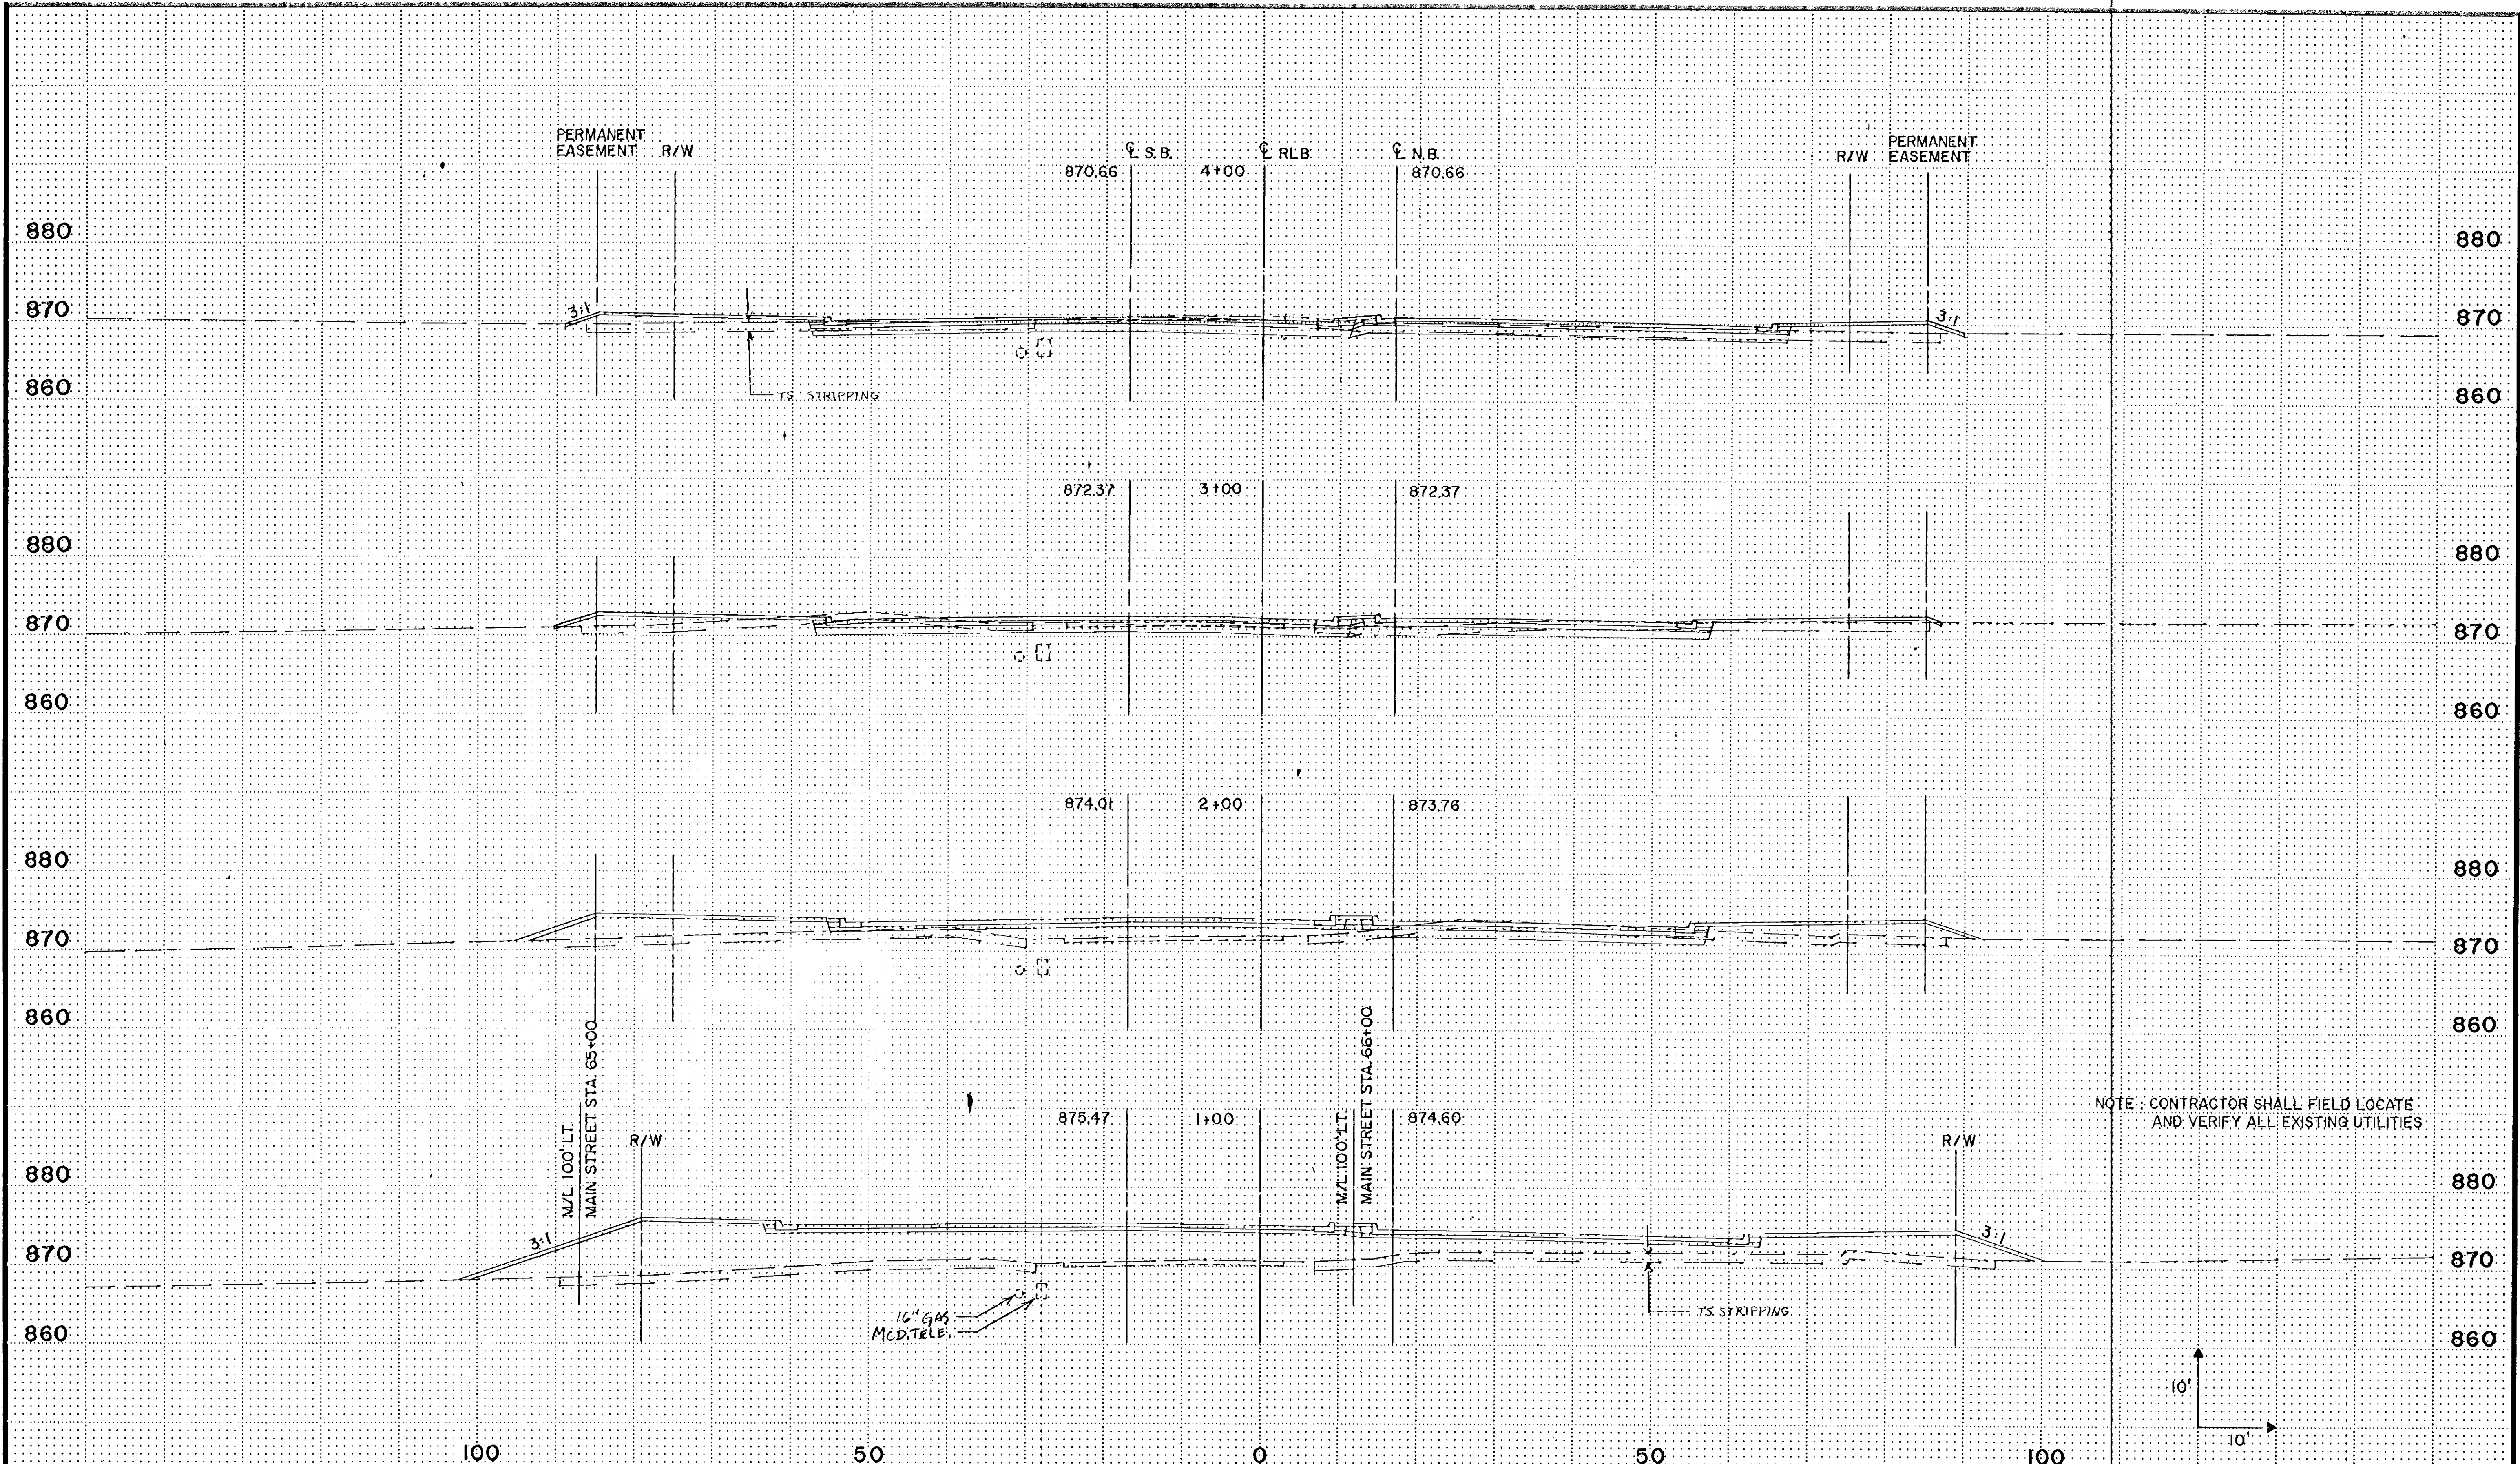 PERMANENT
EASEMENT R/W
℄ S.B.
℄ RLB
℄ N.B.
R/W
PERMANENT
EASEMENT
870.66
4+00
870.66
880
880
870
3:1
3:1
870
860
T.S. STRIPPING
860
872.37
3+00
872.37
880
880
870
870
860
860
874.01
2+00
873.76
880
880
870
870
860
860
M/L 100' LT.
MAIN STREET STA. 65+00
R/W
875.47
1+00
M/L 100' LT.
MAIN STREET STA. 66+00
874.60
NOTE: CONTRACTOR SHALL FIELD LOCATE
AND VERIFY ALL EXISTING UTILITIES
R/W
880
880
870
3:1
3:1
870
16" GAS
MCD. TELE.
T.S. STRIPPING
860
860
10'
10'
100
50
0
50
100